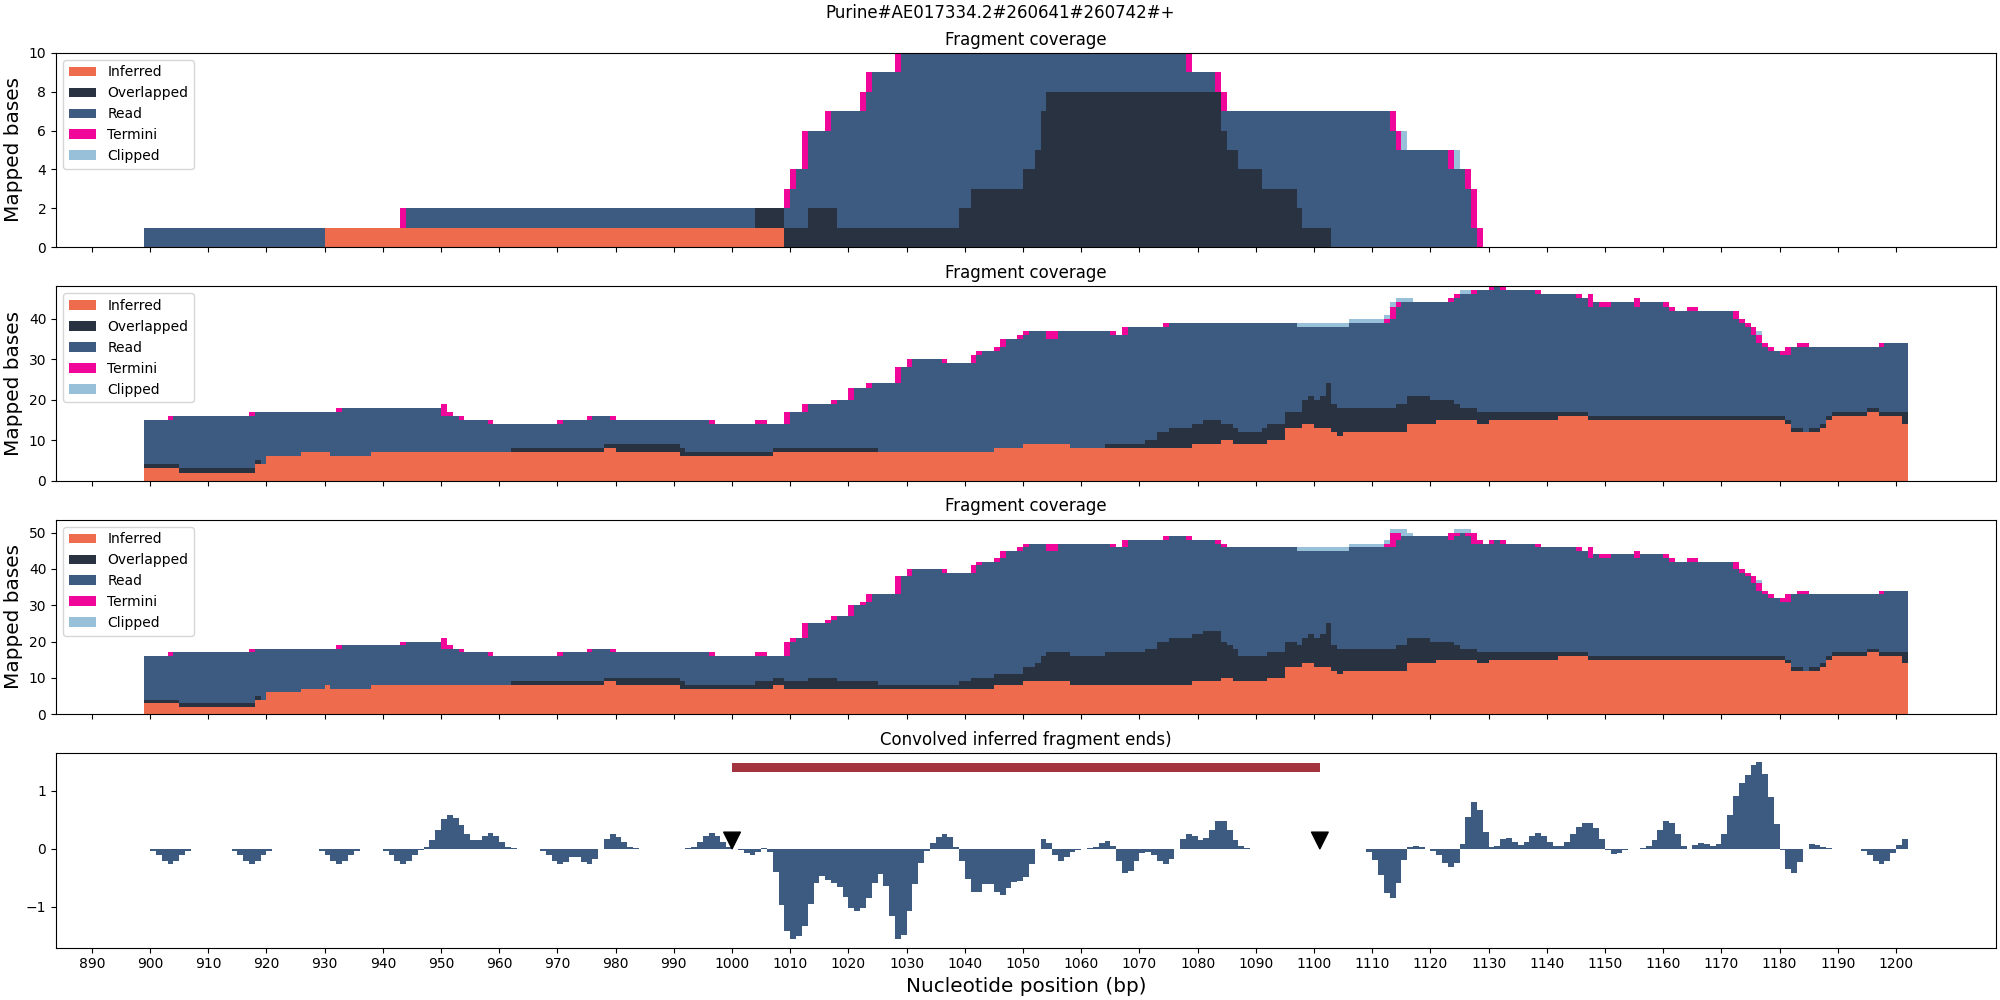 Purine#AE017334.2#260641#260742#+
Fragment coverage
Mapped bases
10
8
6
4
2
0
Inferred
Overlapped
Read
Termini
Clipped
Fragment coverage
Mapped bases
40
30
20
10
0
Inferred
Overlapped
Read
Termini
Clipped
Fragment coverage
Mapped bases
50
40
30
20
10
0
Inferred
Overlapped
Read
Termini
Clipped
Convolved inferred fragment ends)
1
0
−1
890 900 910 920 930 940 950 960 970 980 990 1000 1010 1020 1030 1040 1050 1060 1070 1080 1090 1100 1110 1120 1130 1140 1150 1160 1170 1180 1190 1200
Nucleotide position (bp)